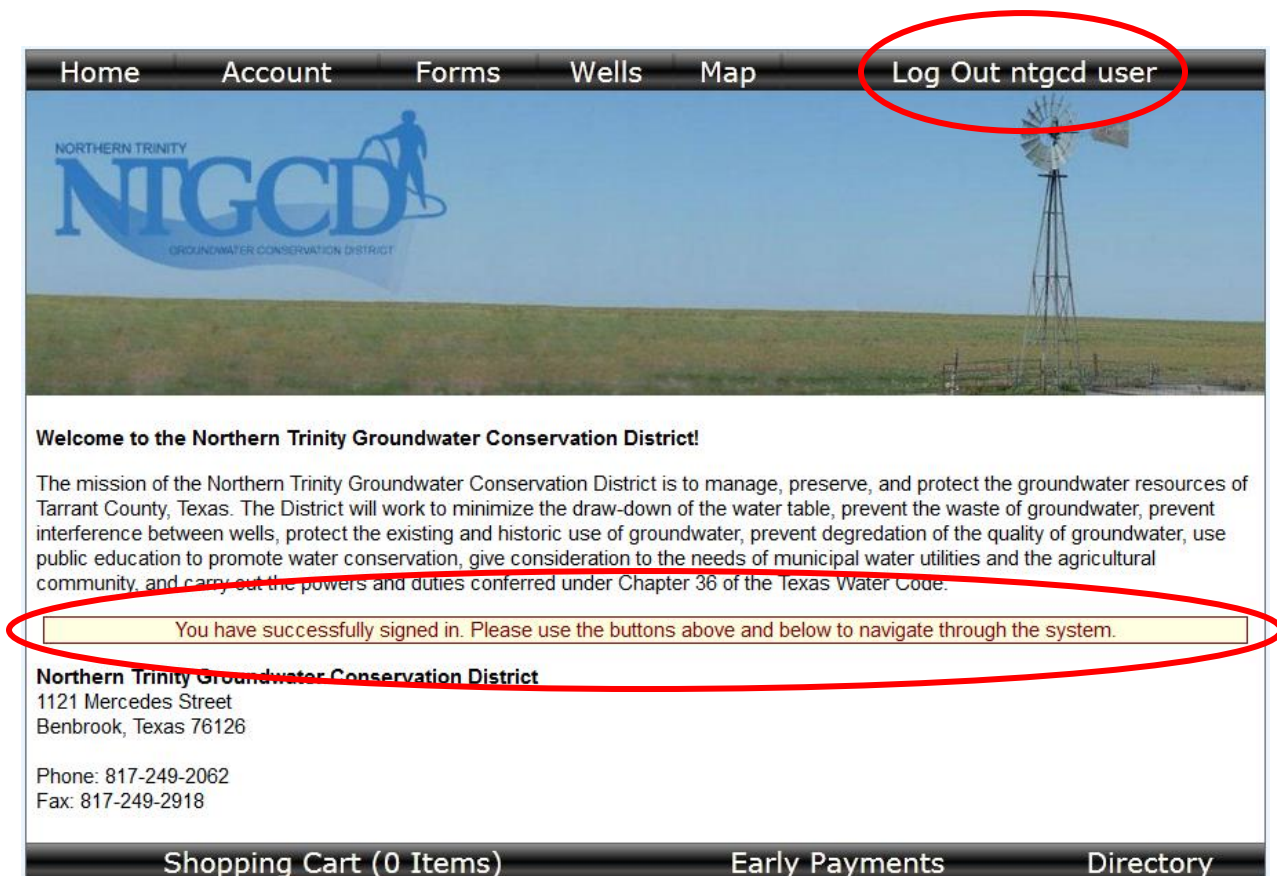 Home Account Forms Wells Map Log Out ntgcd user
NORTHERN TRINITY
NTGCD
GROUNDWATER CONSERVATION DISTRICT
Welcome to the Northern Trinity Groundwater Conservation District!
The mission of the Northern Trinity Groundwater Conservation District is to manage, preserve, and protect the groundwater resources of
Tarrant County, Texas. The District will work to minimize the draw-down of the water table, prevent the waste of groundwater, prevent
interference between wells, protect the existing and historic use of groundwater, prevent degredation of the quality of groundwater, use
public education to promote water conservation, give consideration to the needs of municipal water utilities and the agricultural
community, and carry out the powers and duties conferred under Chapter 36 of the Texas Water Code.
You have successfully signed in. Please use the buttons above and below to navigate through the system.
Northern Trinity Groundwater Conservation District
1121 Mercedes Street
Benbrook, Texas 76126
Phone: 817-249-2062
Fax: 817-249-2918
Shopping Cart (0 Items) Early Payments Directory